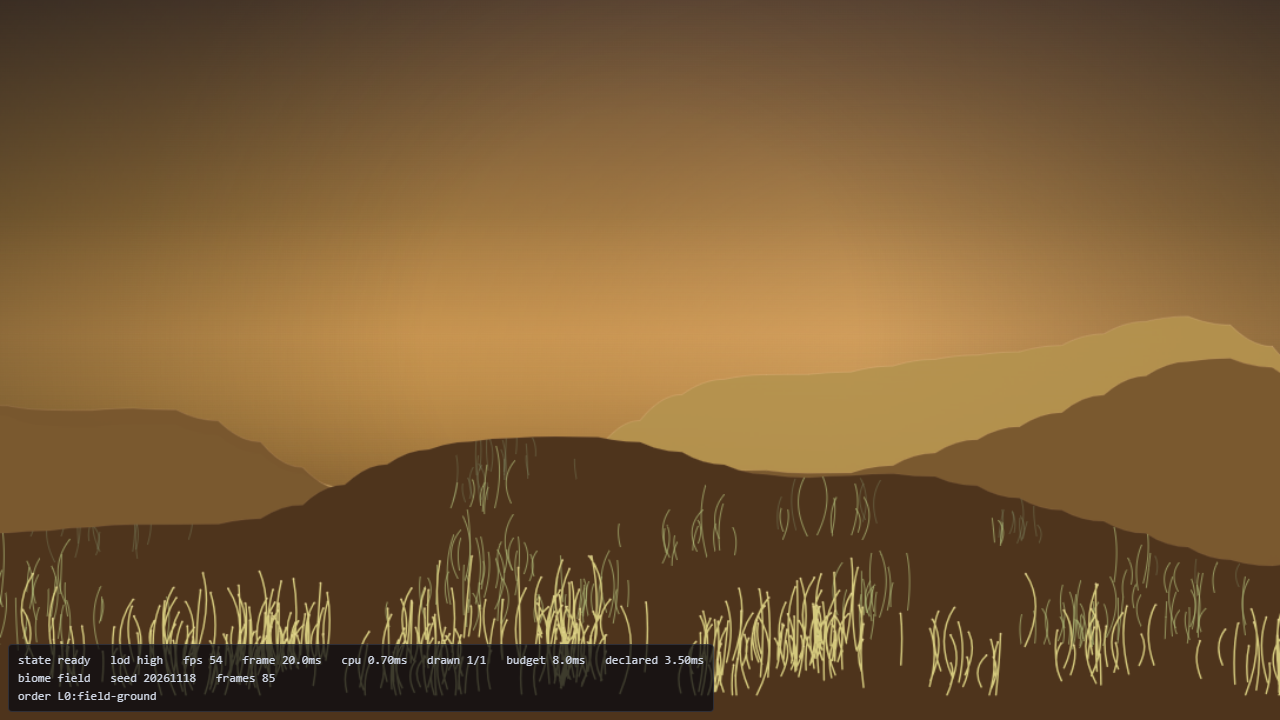 state ready lod high fps 54 frame 20.0ms cpu 0.70ms drawn 1/1 budget 8.0ms declared 3.50ms
biome field seed 20261118 frames 85
order L0:field-ground